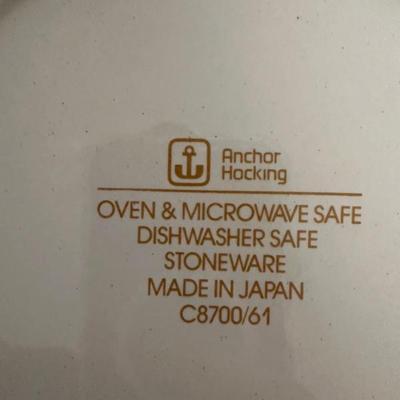 Anchor
Hocking
OVEN & MICROWAVE SAFE
DISHWASHER SAFE
STONEWARE
MADE IN JAPAN
C8700/61